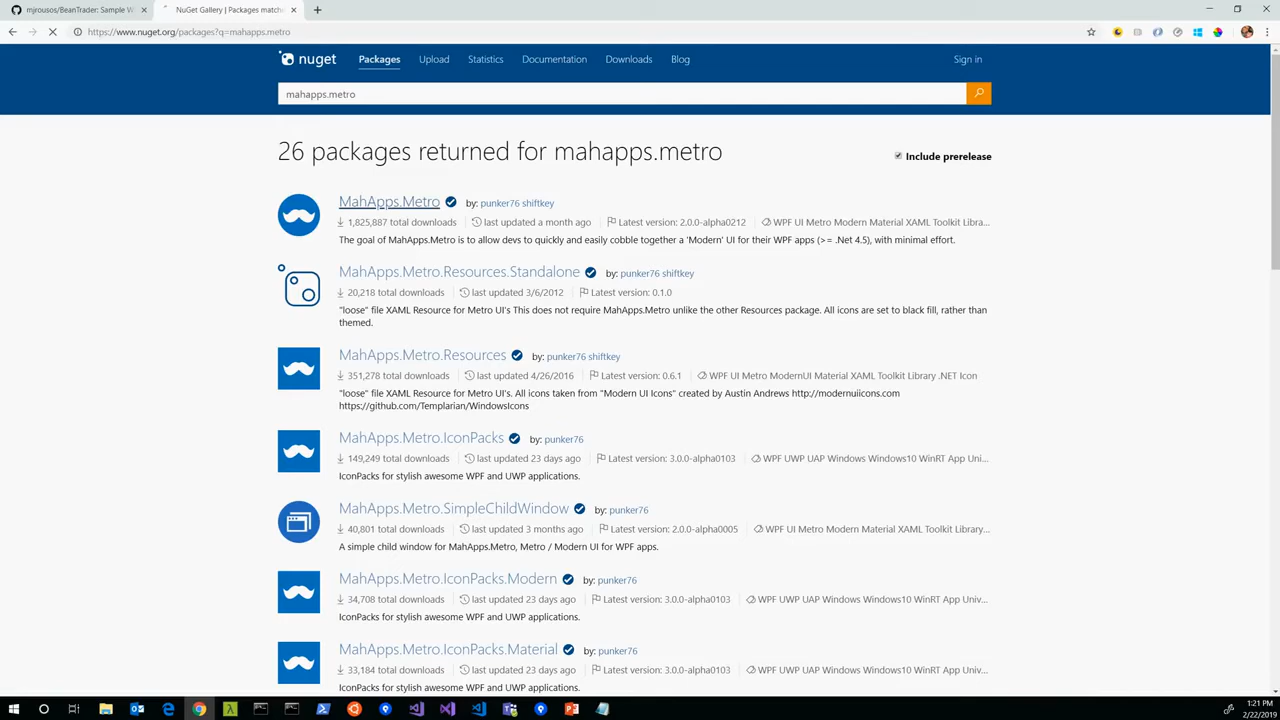 mjrousos/BeanTrader: Sample W
NuGet Gallery | Packages matche
https://www.nuget.org/packages?q=mahapps.metro
nuget Packages Upload Statistics Documentation Downloads Blog Sign in
mahapps.metro
26 packages returned for mahapps.metro
Include prerelease
MahApps.Metro by: punker76 shiftkey
1,825,887 total downloads last updated a month ago Latest version: 2.0.0-alpha0212 WPF UI Metro Modern Material XAML Toolkit Libra...
The goal of MahApps.Metro is to allow devs to quickly and easily cobble together a 'Modern' UI for their WPF apps (>= .Net 4.5), with minimal effort.
MahApps.Metro.Resources.Standalone by: punker76 shiftkey
20,218 total downloads last updated 3/6/2012 Latest version: 0.1.0
"loose" file XAML Resource for Metro UI's This does not require MahApps.Metro unlike the other Resources package. All icons are set to black fill, rather than
themed.
MahApps.Metro.Resources by: punker76 shiftkey
351,278 total downloads last updated 4/26/2016 Latest version: 0.6.1 WPF UI Metro ModernUI Material XAML Toolkit Library .NET Icon
"loose" file XAML Resource for Metro UI's. All icons taken from "Modern UI Icons" created by Austin Andrews http://modernuiicons.com
https://github.com/Templarian/WindowsIcons
MahApps.Metro.IconPacks by: punker76
149,249 total downloads last updated 23 days ago Latest version: 3.0.0-alpha0103 WPF UWP UAP Windows Windows10 WinRT App Uni...
IconPacks for stylish awesome WPF and UWP applications.
MahApps.Metro.SimpleChildWindow by: punker76
40,801 total downloads last updated 3 months ago Latest version: 2.0.0-alpha0005 WPF UI Metro Modern Material XAML Toolkit Library...
A simple child window for MahApps.Metro, Metro / Modern UI for WPF apps.
MahApps.Metro.IconPacks.Modern by: punker76
34,708 total downloads last updated 23 days ago Latest version: 3.0.0-alpha0103 WPF UWP UAP Windows Windows10 WinRT App Univ...
IconPacks for stylish awesome WPF and UWP applications.
MahApps.Metro.IconPacks.Material by: punker76
33,184 total downloads last updated 23 days ago Latest version: 3.0.0-alpha0103 WPF UWP UAP Windows Windows10 WinRT App Univ...
IconPacks for stylish awesome WPF and UWP applications.
1:21 PM
2/22/2019